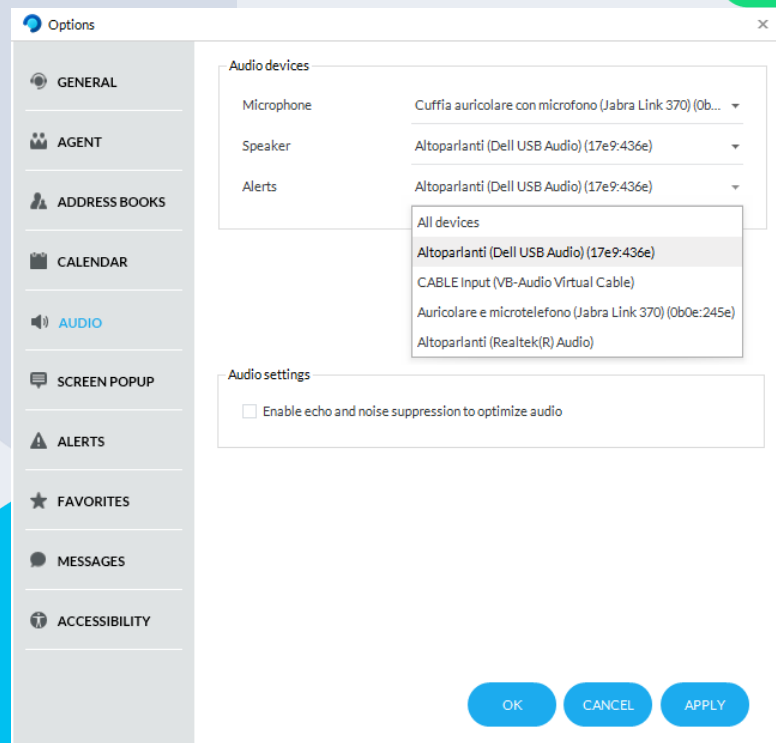 Options
GENERAL
AGENT
ADDRESS BOOKS
CALENDAR
AUDIO
SCREEN POPUP
ALERTS
FAVORITES
MESSAGES
ACCESSIBILITY
Audio devices
Microphone Cuffia auricolare con microfono (Jabra Link 370) (0b...
Speaker Altoparlanti (Dell USB Audio) (17e9:436e)
Alerts Altoparlanti (Dell USB Audio) (17e9:436e)
All devices
Altoparlanti (Dell USB Audio) (17e9:436e)
CABLE Input (VB-Audio Virtual Cable)
Auricolare e microtelefono (Jabra Link 370) (0b0e:245e)
Altoparlanti (Realtek(R) Audio)
Audio settings
Enable echo and noise suppression to optimize audio
OK CANCEL APPLY